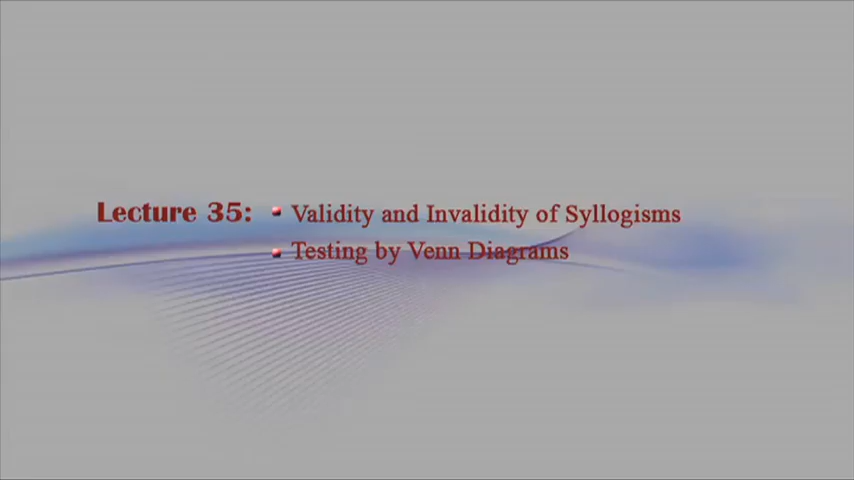 Lecture 35: Validity and Invalidity of Syllogisms
Testing by Venn Diagrams